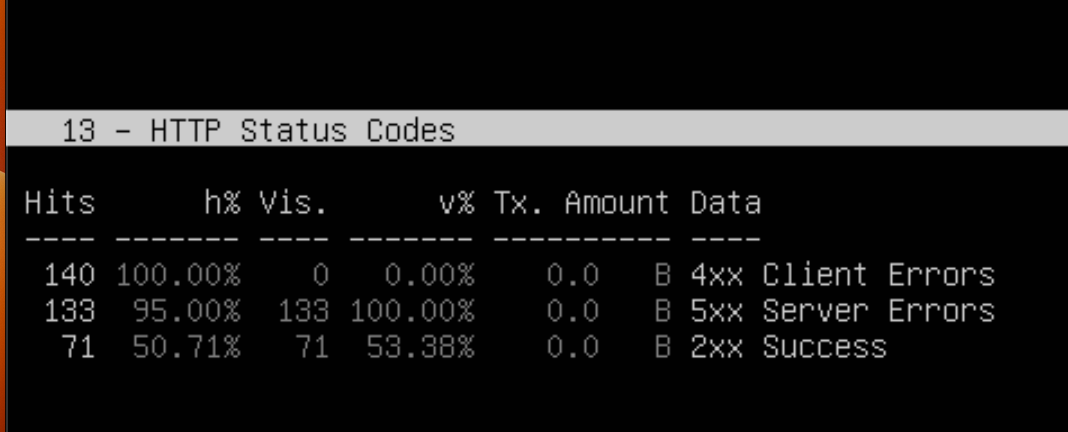 13 - HTTP Status Codes
Hits h% Vis. v% Tx. Amount Data
---- ------- ---- ------- ---------- ----
140 100.00% 0 0.00% 0.0 B 4xx Client Errors
133 95.00% 133 100.00% 0.0 B 5xx Server Errors
71 50.71% 71 53.38% 0.0 B 2xx Success